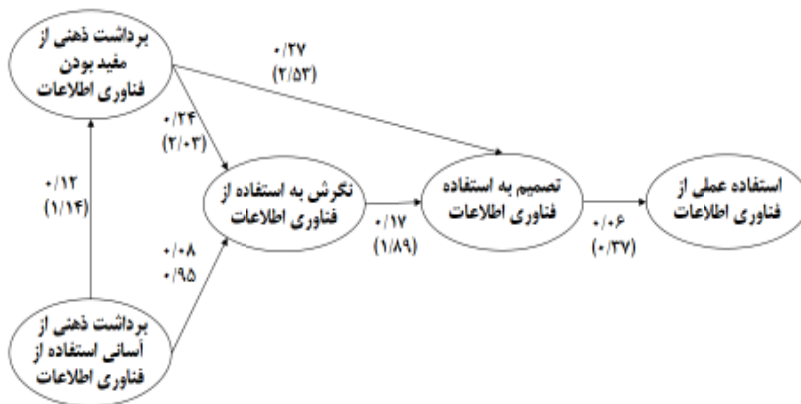 برداشت ذهنی از
مفید بودن
فناوری اطلاعات
۰/۲۷
(۲/۵۳)
۰/۲۴
(۲/۰۳)
۰/۱۲
(۱/۱۴)
نگرش به استفاده از
فناوری اطلاعات
۰/۱۷
(۱/۸۹)
تصمیم به استفاده
فناوری اطلاعات
۰/۰۶
(۰/۳۷)
استفاده عملی از
فناوری اطلاعات
۰/۰۸
۰/۹۵
برداشت ذهنی از
آسانی استفاده از
فناوری اطلاعات